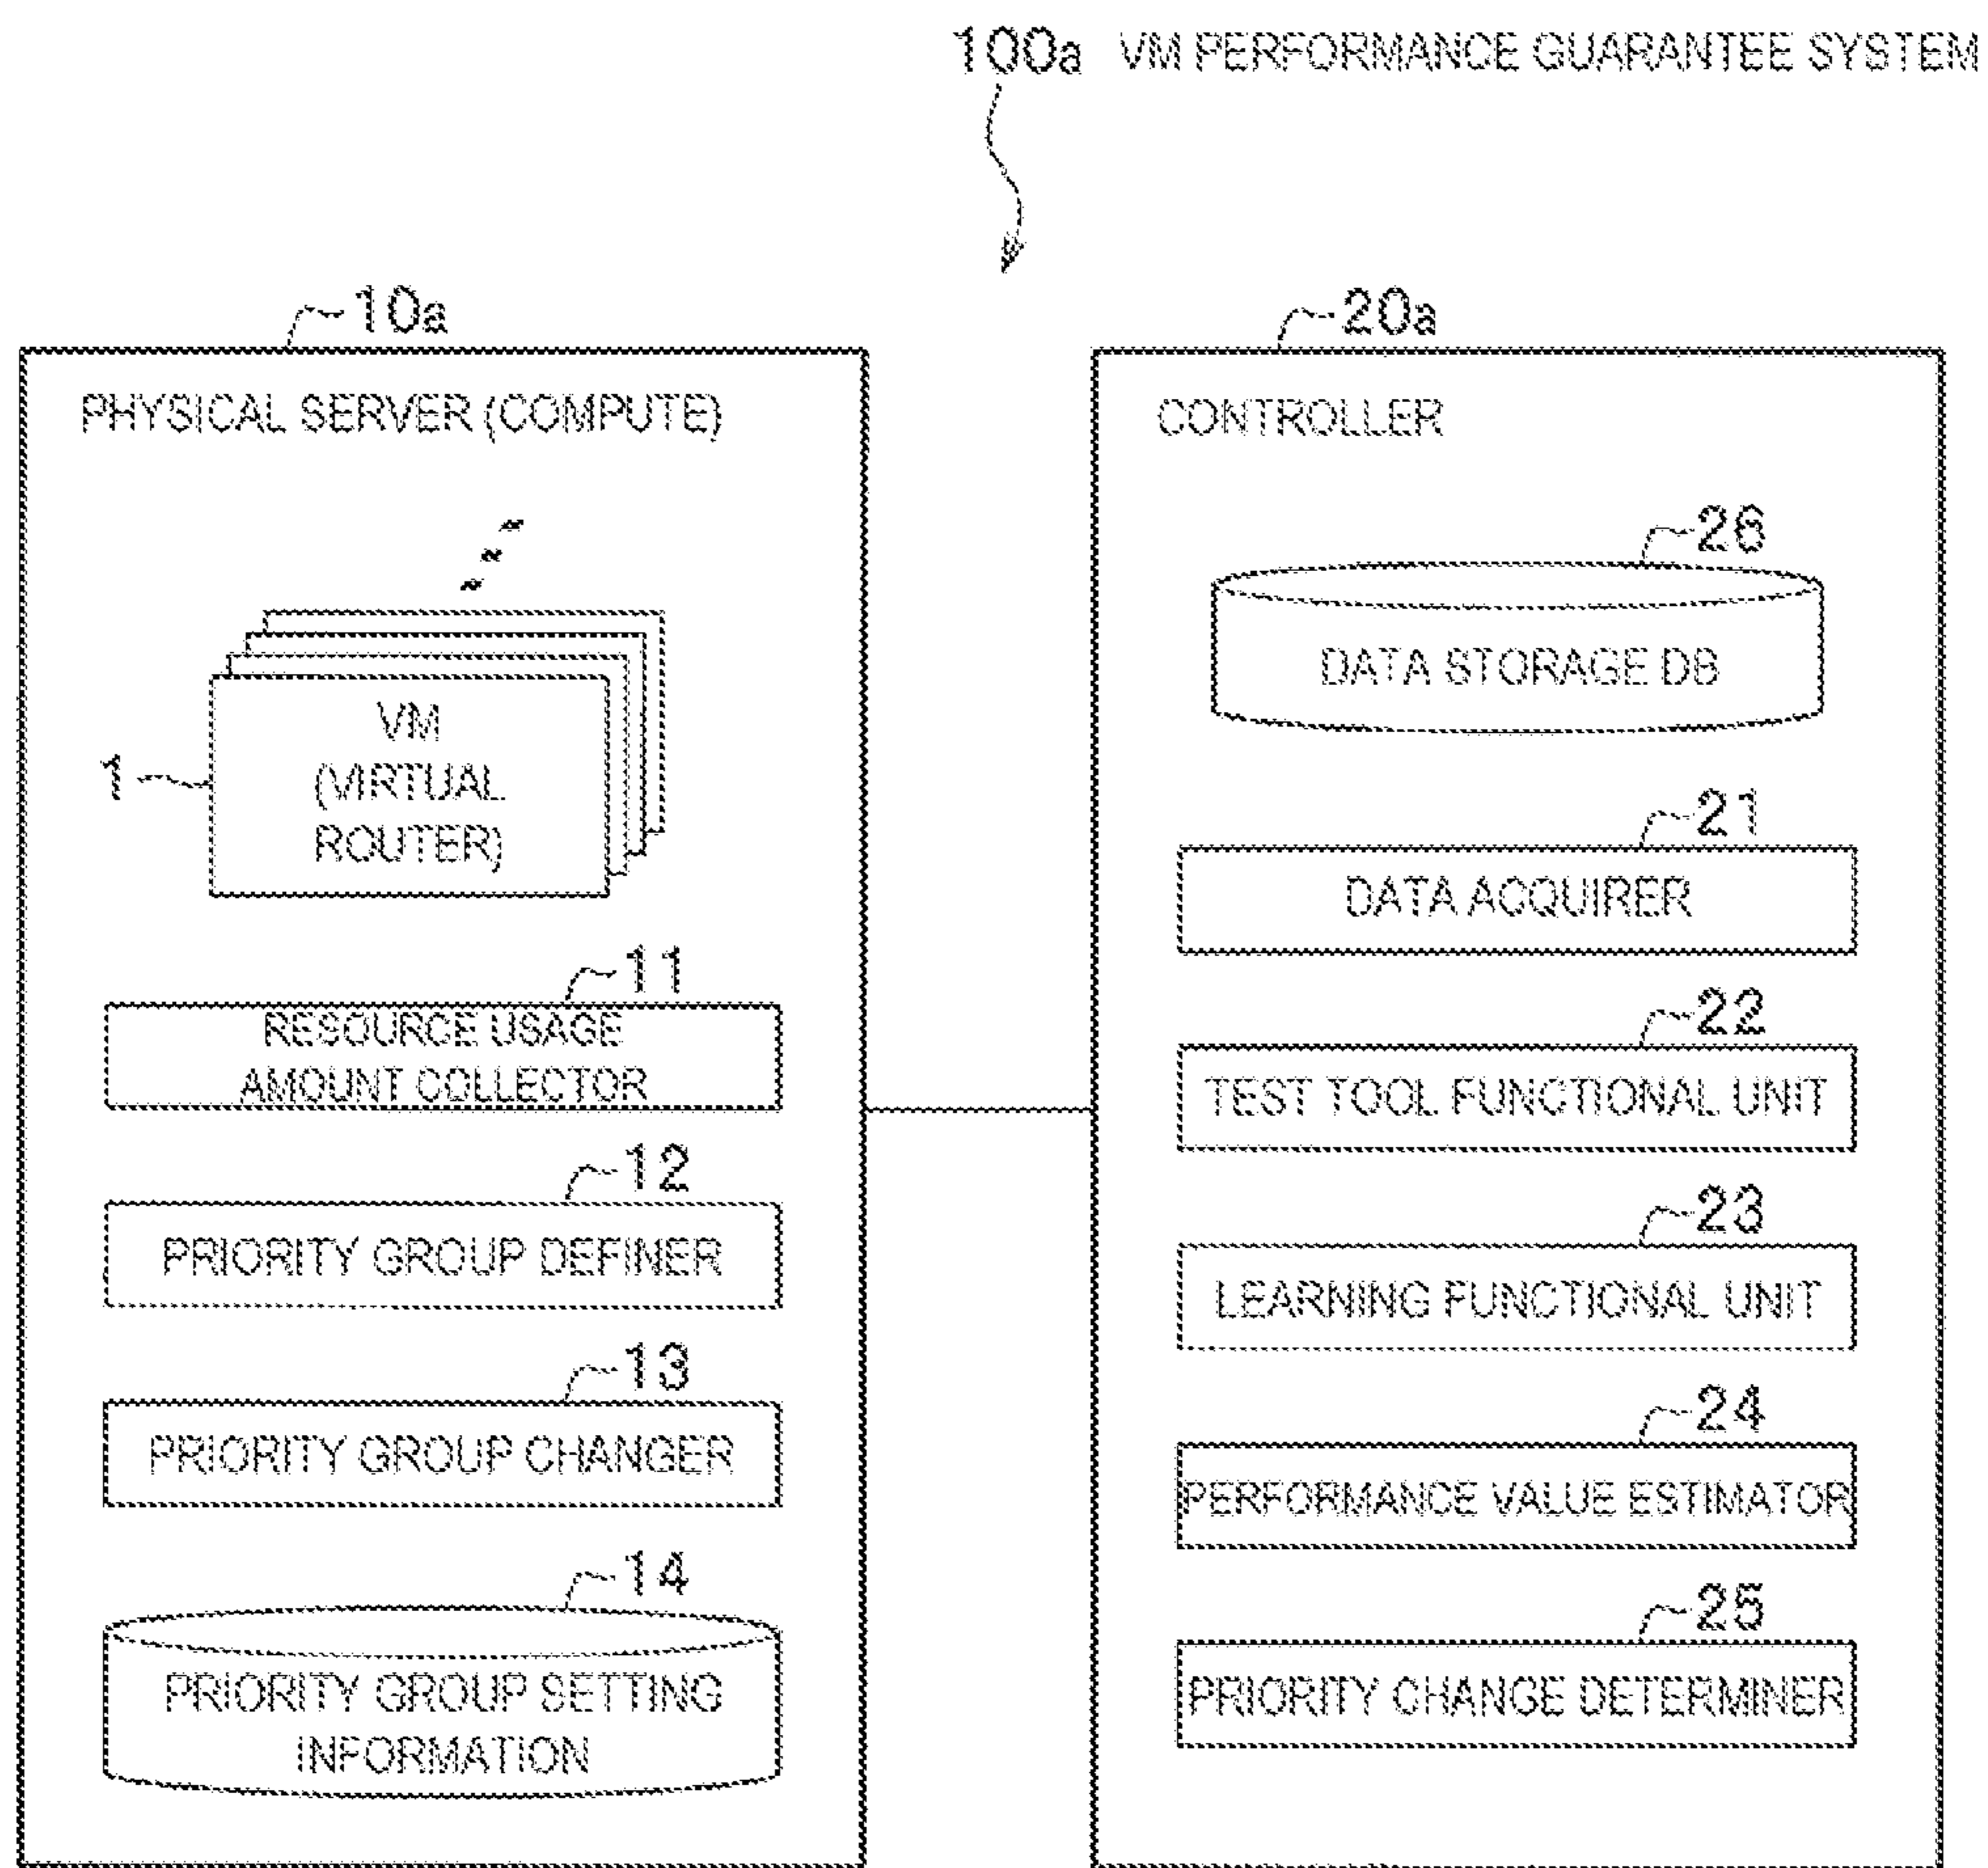 100a VM PERFORMANCE GUARANTEE SYSTEM
10a
PHYSICAL SERVER (COMPUTE)
1
VM
(VIRTUAL
ROUTER)
11
RESOURCE USAGE
AMOUNT COLLECTOR
12
PRIORITY GROUP DEFINER
13
PRIORITY GROUP CHANGER
14
PRIORITY GROUP SETTING
INFORMATION
20a
CONTROLLER
26
DATA STORAGE DB
21
DATA ACQUIRER
22
TEST TOOL FUNCTIONAL UNIT
23
LEARNING FUNCTIONAL UNIT
24
PERFORMANCE VALUE ESTIMATOR
25
PRIORITY CHANGE DETERMINER